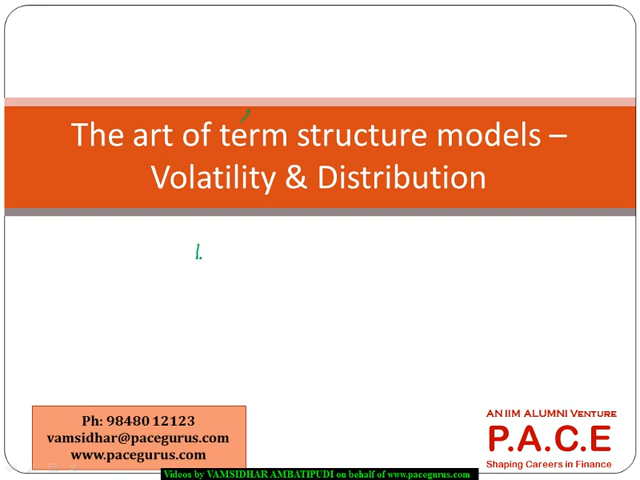 The art of term structure models –
Volatility & Distribution
1.
Ph: 98480 12123
vamsidhar@pacegurus.com
www.pacegurus.com
AN IIM ALUMNI VENTURE
P.A.C.E
Shaping Careers in Finance
Videos by VAMSIDHAR AMBATIPUDI on behalf of www.pacegurus.com